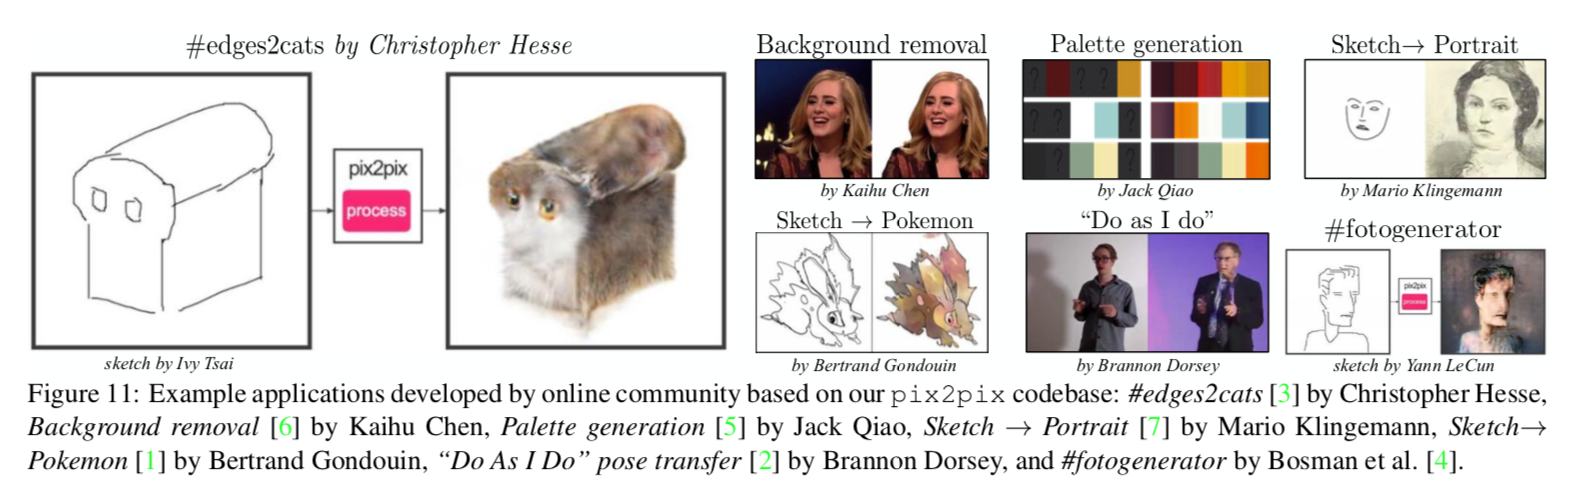 #edges2cats by Christopher Hesse
pix2pix
process
sketch by Ivy Tsai
Background removal
by Kaihu Chen
Palette generation
? ? ?
? ? ?
? ?
by Jack Qiao
Sketch→ Portrait
by Mario Klingemann
Sketch → Pokemon
by Bertrand Gondouin
“Do as I do”
by Brannon Dorsey
#fotogenerator
pix2pix
process
sketch by Yann LeCun
Figure 11: Example applications developed by online community based on our pix2pix codebase: #edges2cats [3] by Christopher Hesse,
Background removal [6] by Kaihu Chen, Palette generation [5] by Jack Qiao, Sketch → Portrait [7] by Mario Klingemann, Sketch→
Pokemon [1] by Bertrand Gondouin, “Do As I Do” pose transfer [2] by Brannon Dorsey, and #fotogenerator by Bosman et al. [4].